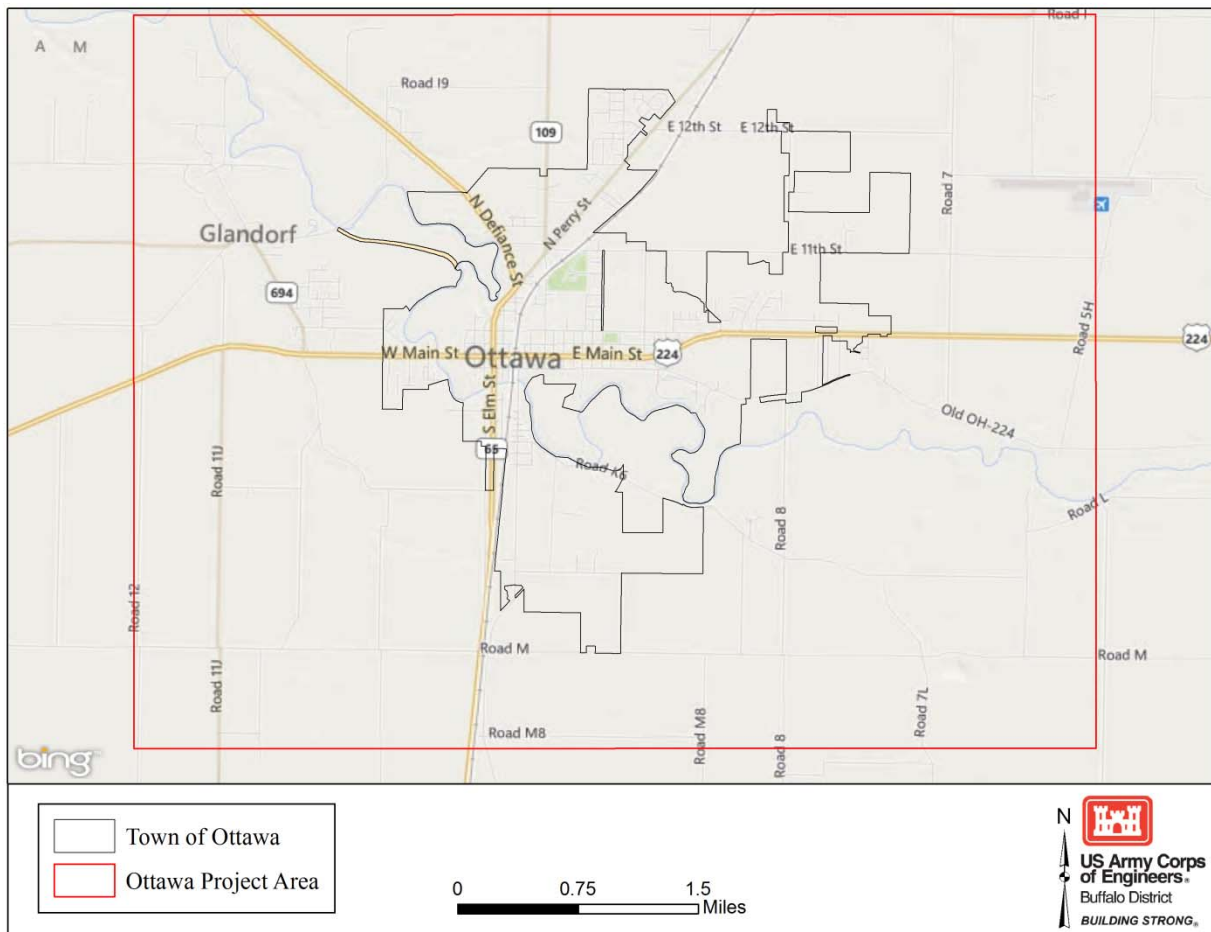 Road I
A M
Road I9
109
E 12th St
E 12th St
Road 7
N Defiance St
N Perry St
Glandorf
E 11th St
694
Road 5H
W Main St
Ottawa
E Main St
224
224
S Elm St
Old OH-224
65
Road 11J
Road K6
Road L
Road 8
Road 12
Road M
Road M
Road 11J
Road 7L
Road M8
Road M8
Road 8
bing™
Town of Ottawa
Ottawa Project Area
0 0.75 1.5
Miles
N
US Army Corps
of Engineers®
Buffalo District
BUILDING STRONG®